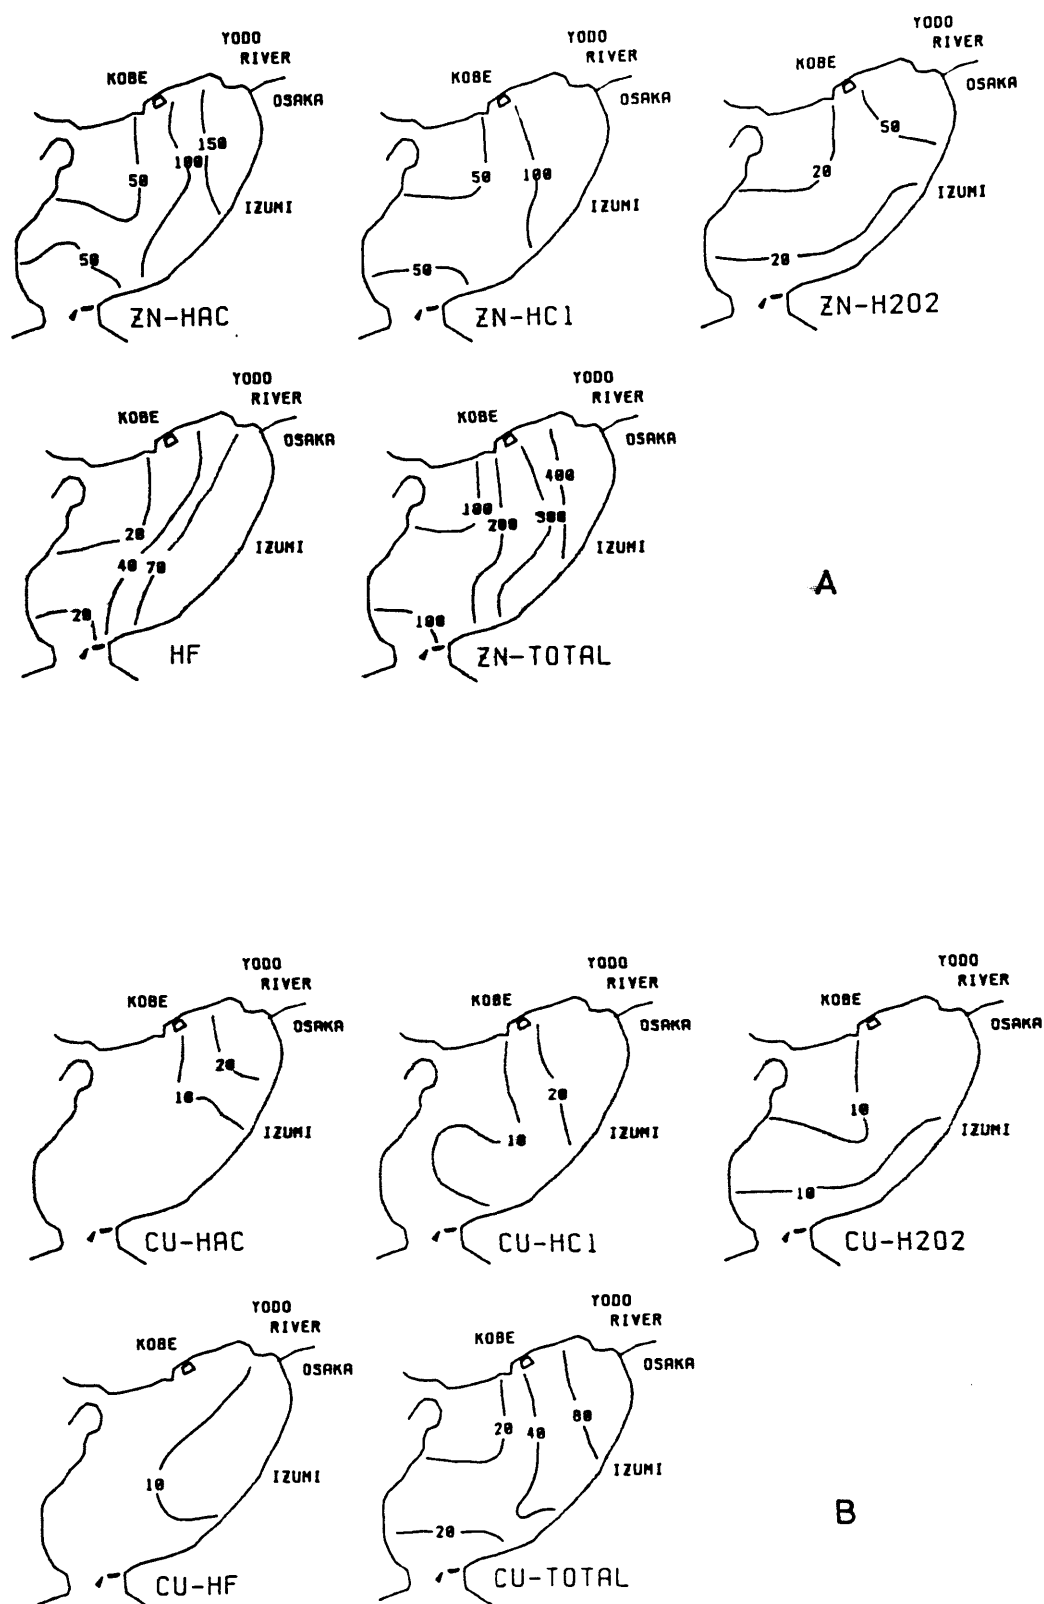 YODO
RIVER
KOBE
OSAKA
150
100
50
IZUMI
50
ZN-HAC
YODO
RIVER
KOBE
OSAKA
50
100
IZUMI
50
ZN-HCl
YODO
RIVER
KOBE
OSAKA
50
20
IZUMI
20
ZN-H2O2
YODO
RIVER
KOBE
OSAKA
20
IZUMI
40
70
20
HF
YODO
RIVER
KOBE
OSAKA
400
100
200
300
IZUMI
100
ZN-TOTAL
A
YODO
RIVER
KOBE
OSAKA
20
10
IZUMI
CU-HAC
YODO
RIVER
KOBE
OSAKA
20
10
IZUMI
CU-HCl
YODO
RIVER
KOBE
OSAKA
10
IZUMI
10
CU-H2O2
YODO
RIVER
KOBE
OSAKA
10
IZUMI
CU-HF
YODO
RIVER
KOBE
OSAKA
80
20
40
IZUMI
20
CU-TOTAL
B